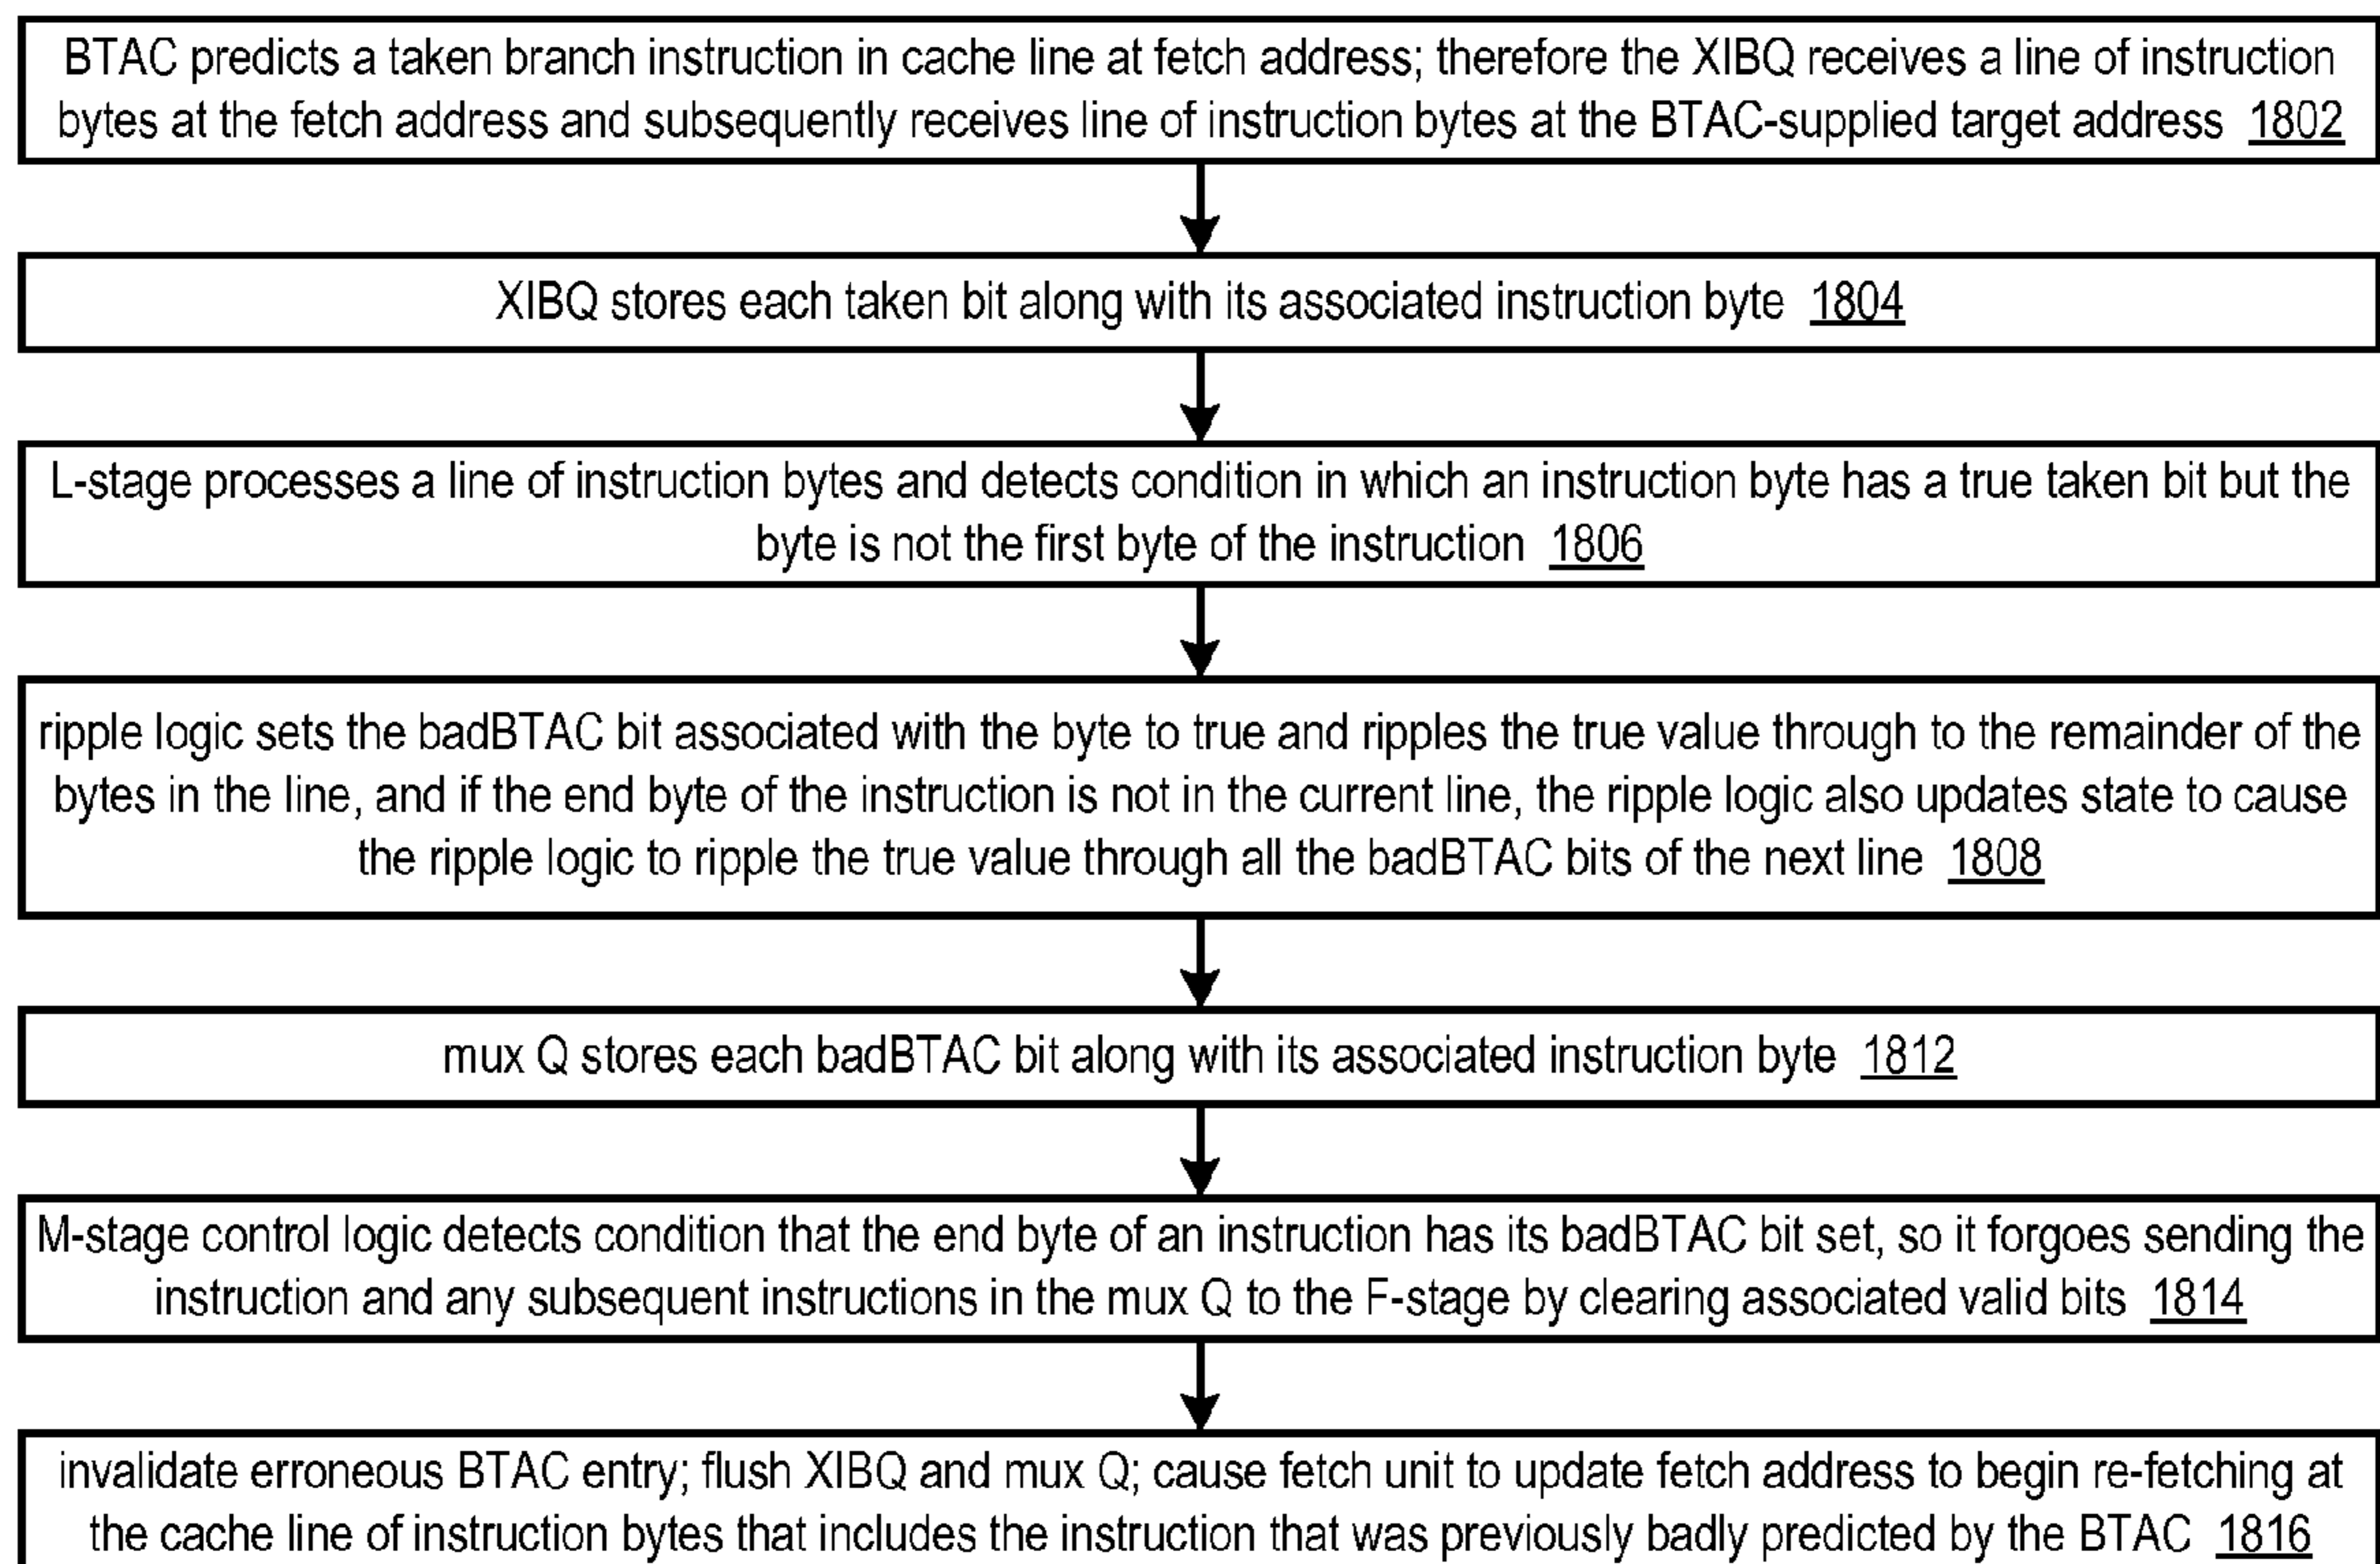 BTAC predicts a taken branch instruction in cache line at fetch address; therefore the XIBQ receives a line of instruction
bytes at the fetch address and subsequently receives line of instruction bytes at the BTAC-supplied target address 1802
XIBQ stores each taken bit along with its associated instruction byte 1804
L-stage processes a line of instruction bytes and detects condition in which an instruction byte has a true taken bit but the
byte is not the first byte of the instruction 1806
ripple logic sets the badBTAC bit associated with the byte to true and ripples the true value through to the remainder of the
bytes in the line, and if the end byte of the instruction is not in the current line, the ripple logic also updates state to cause
the ripple logic to ripple the true value through all the badBTAC bits of the next line 1808
mux Q stores each badBTAC bit along with its associated instruction byte 1812
M-stage control logic detects condition that the end byte of an instruction has its badBTAC bit set, so it forgoes sending the
instruction and any subsequent instructions in the mux Q to the F-stage by clearing associated valid bits 1814
invalidate erroneous BTAC entry; flush XIBQ and mux Q; cause fetch unit to update fetch address to begin re-fetching at
the cache line of instruction bytes that includes the instruction that was previously badly predicted by the BTAC 1816